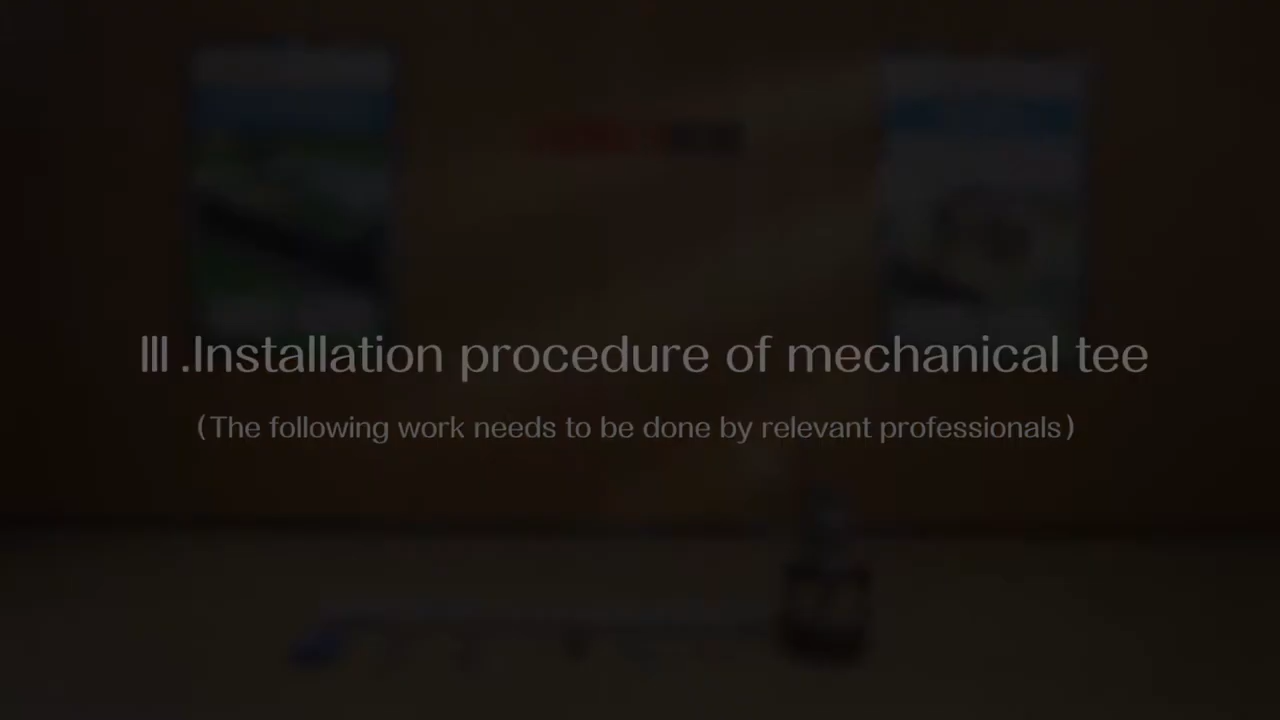 Ⅲ.Installation procedure of mechanical tee
(The following work needs to be done by relevant professionals)